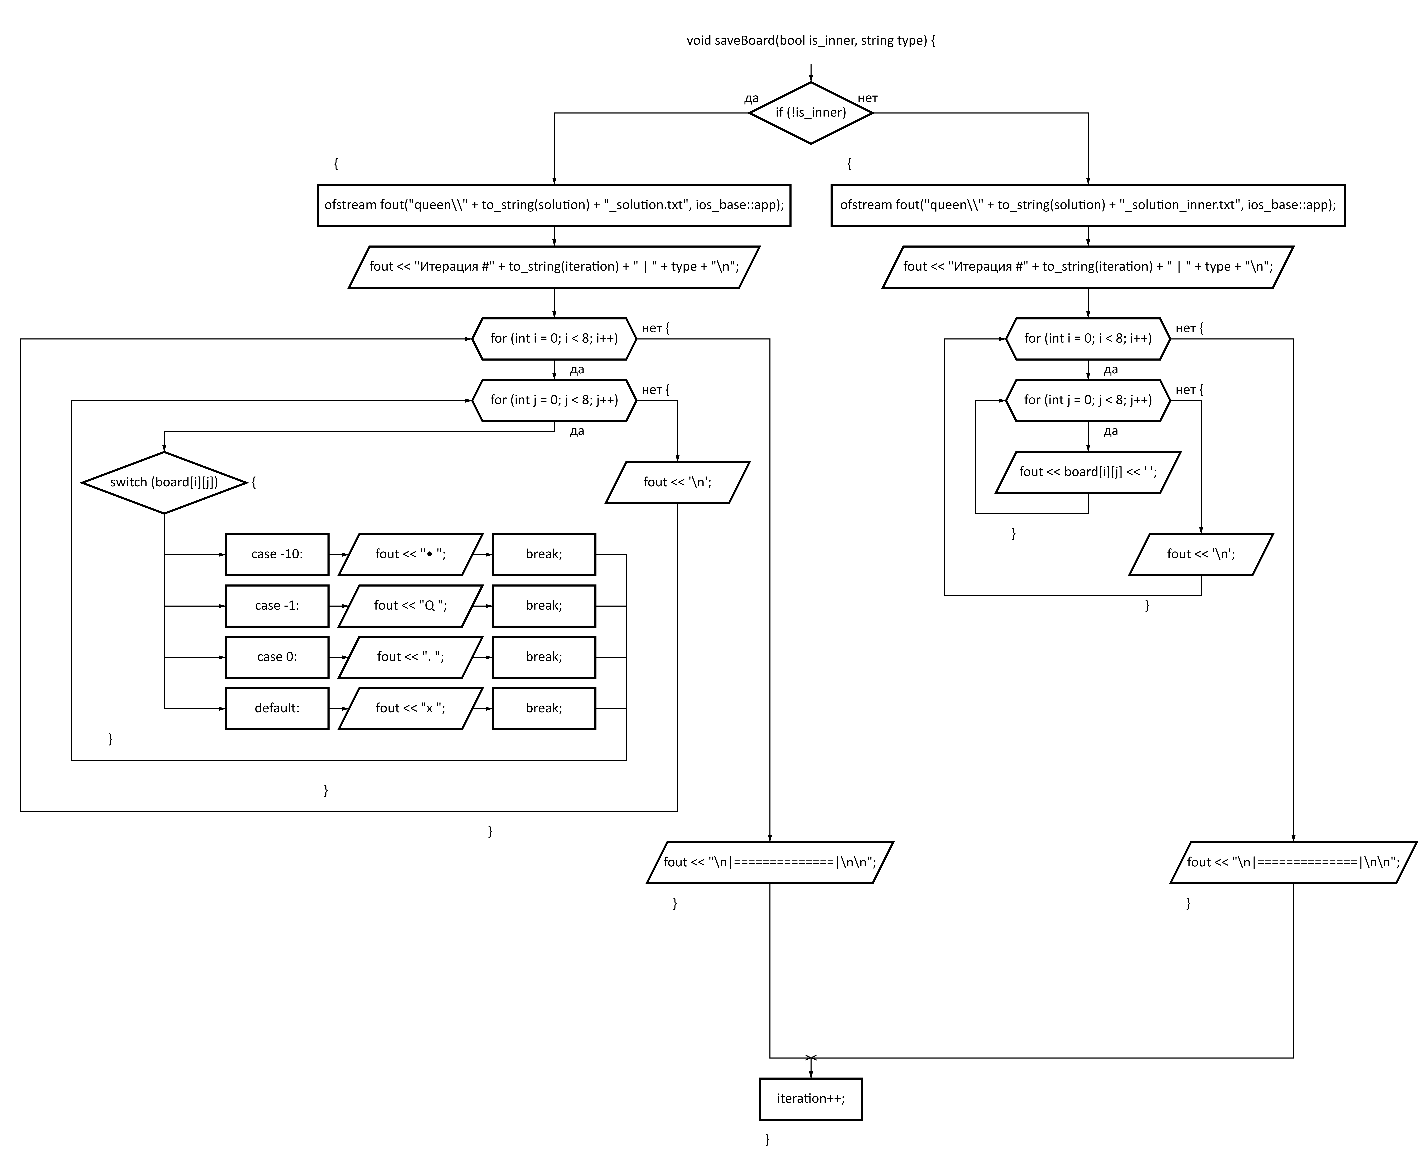 void saveBoard(bool is_inner, string type) {
да
нет
if (!is_inner)
{
{
ofstream fout("queen\\" + to_string(solution) + "_solution.txt", ios_base::app);
ofstream fout("queen\\" + to_string(solution) + "_solution_inner.txt", ios_base::app);
fout << "Итерация #" + to_string(iteration) + " | " + type + "\n";
fout << "Итерация #" + to_string(iteration) + " | " + type + "\n";
for (int i = 0; i < 8; i++)
нет {
for (int i = 0; i < 8; i++)
нет {
да
да
for (int j = 0; j < 8; j++)
нет {
for (int j = 0; j < 8; j++)
нет {
да
да
switch (board[i][j])
{
fout << '\n';
fout << board[i][j] << ' ';
}
case -10:
fout << "• ";
break;
fout << '\n';
case -1:
fout << "Q ";
break;
}
case 0:
fout << ". ";
break;
default:
fout << "x ";
break;
}
}
}
fout << "\n|==============|\n\n";
fout << "\n|==============|\n\n";
}
}
iteration++;
}